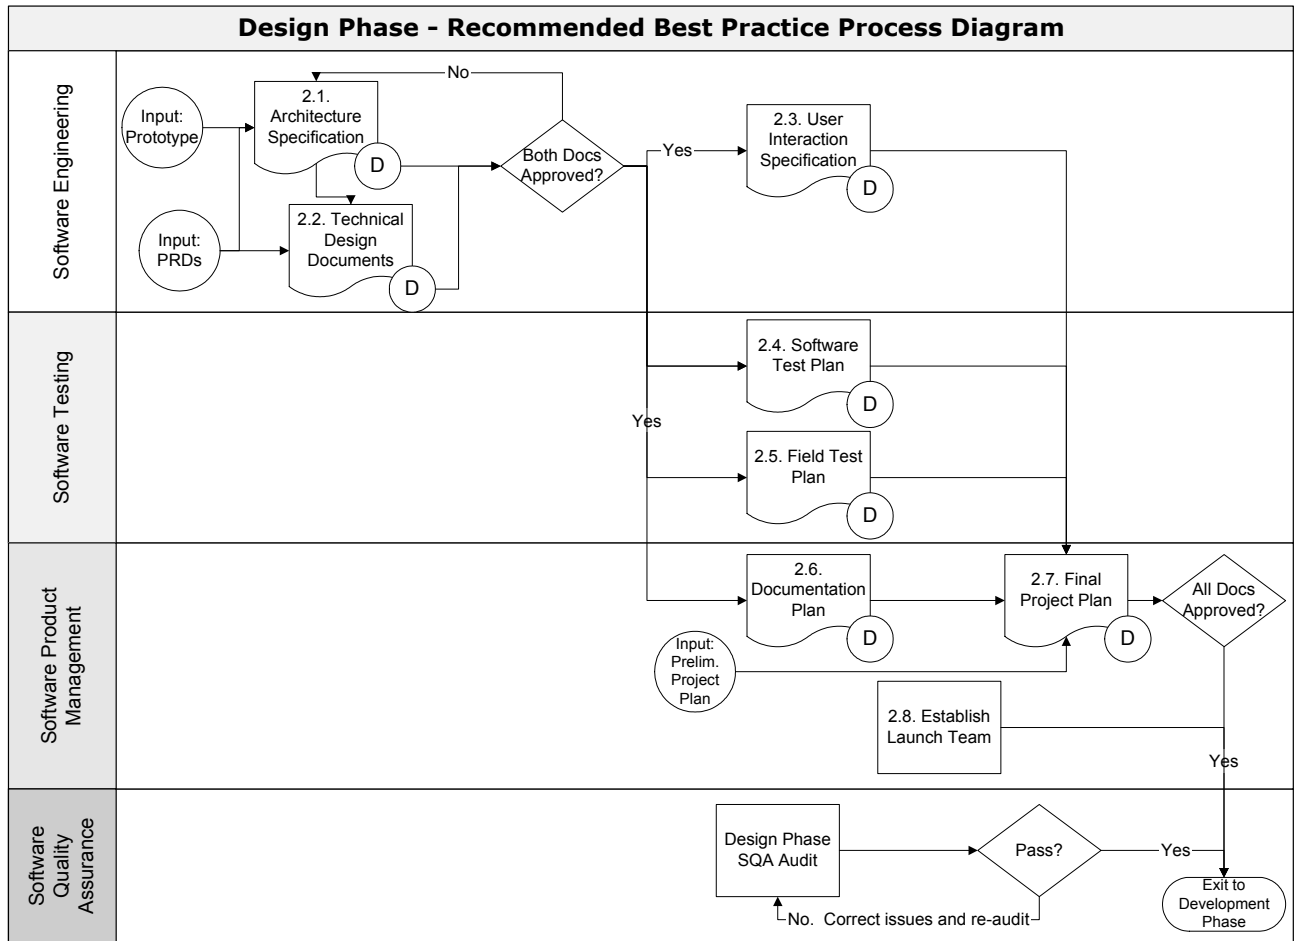 Design Phase - Recommended Best Practice Process Diagram
Software Engineering
Input:
Prototype
2.1.
Architecture
Specification
D
No
Both Docs
Approved?
Yes
2.3. User
Interaction
Specification
D
Input:
PRDs
2.2. Technical
Design
Documents
D
Software Testing
2.4. Software
Test Plan
D
Yes
2.5. Field Test
Plan
D
Software Product
Management
2.6.
Documentation
Plan
D
2.7. Final
Project Plan
D
All Docs
Approved?
Input:
Prelim.
Project
Plan
2.8. Establish
Launch Team
Yes
Software
Quality
Assurance
Design Phase
SQA Audit
Pass?
Yes
No.  Correct issues and re-audit
Exit to
Development
Phase